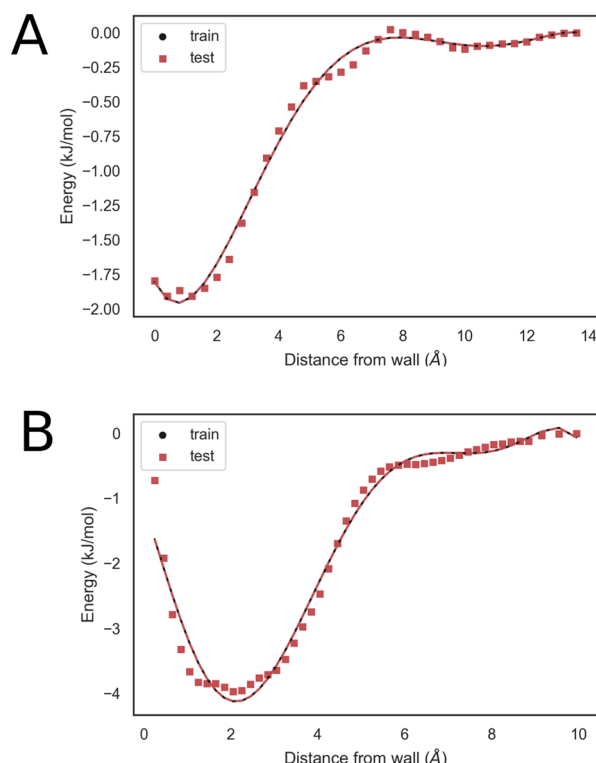 A
train
test
0.00
−0.25
−0.50
−0.75
−1.00
−1.25
−1.50
−1.75
−2.00
Energy (kJ/mol)
0 2 4 6 8 10 12 14
Distance from wall (Å)
B
train
test
0
−1
−2
−3
−4
Energy (kJ/mol)
0 2 4 6 8 10
Distance from wall (Å)